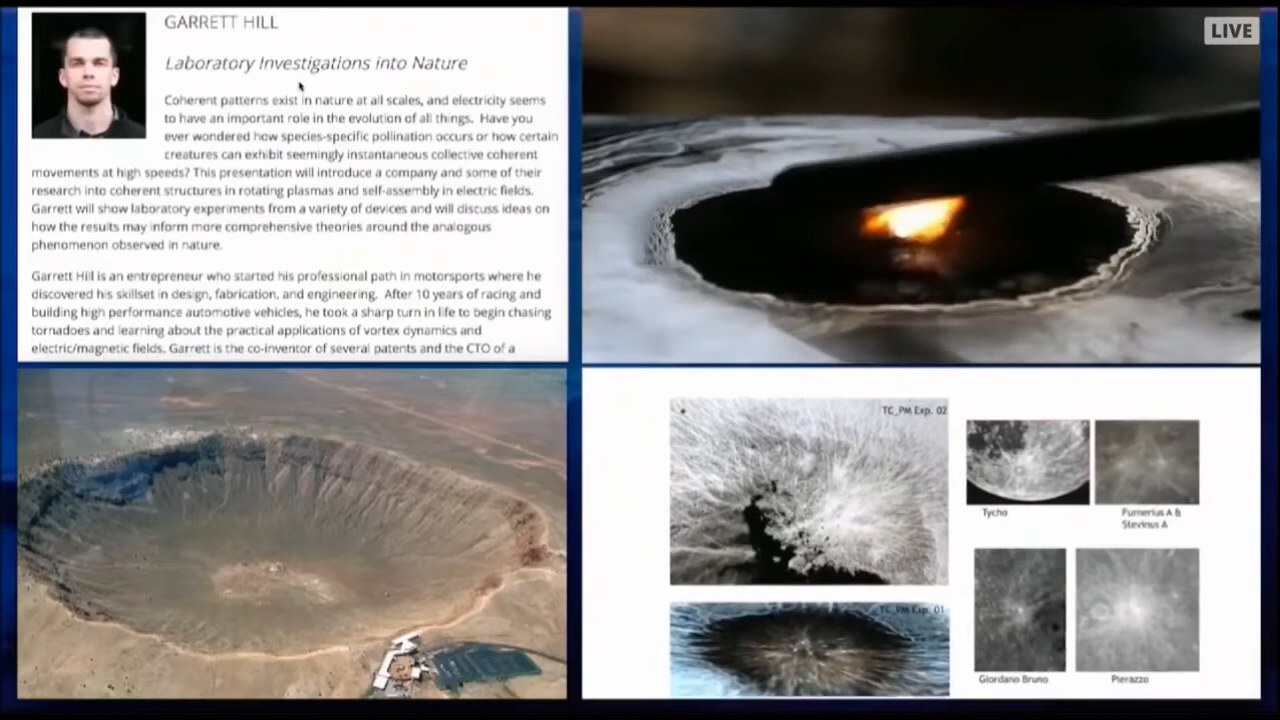 GARRETT HILL
Laboratory Investigations into Nature
Coherent patterns exist in nature at all scales, and electricity seems
to have an important role in the evolution of all things. Have you
ever wondered how species-specific pollination occurs or how certain
creatures can exhibit seemingly instantaneous collective coherent
movements at high speeds? This presentation will introduce a company and some of their
research into coherent structures in rotating plasmas and self-assembly in electric fields.
Garrett will show laboratory experiments from a variety of devices and will discuss ideas on
how the results may inform more comprehensive theories around the analogous
phenomenon observed in nature.
Garrett Hill is an entrepreneur who started his professional path in motorsports where he
discovered his skillset in design, fabrication, and engineering. After 10 years of racing and
building high performance automotive vehicles, he took a sharp turn in life to begin chasing
tornadoes and learning about the practical applications of vortex dynamics and
electric/magnetic fields. Garrett is the co-inventor of several patents and the CTO of a
LIVE
TC_PM Exp. 02
Tycho
Furnerius A &
Stevinus A
TC_PM Exp. 01
Giordano Bruno
Pierazzo